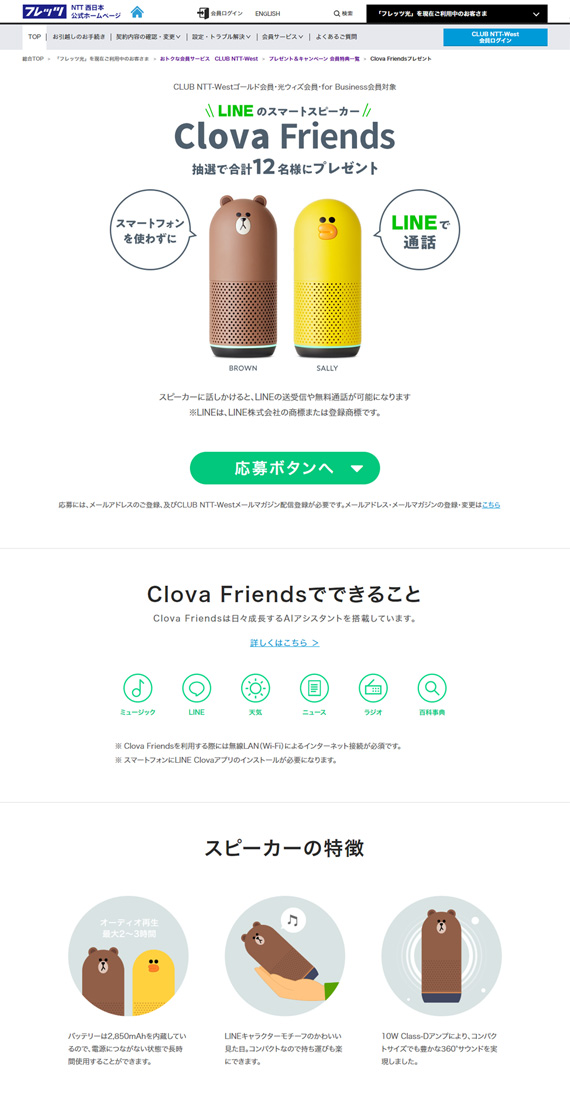 フレッツ NTT 西日本 公式ホームページ
会員ログイン ENGLISH 検索 「フレッツ光」を現在ご利用中のお客さま
TOP お引越しのお手続き 契約内容の確認・変更 設定・トラブル解決 会員サービス よくあるご質問 CLUB NTT-West 会員ログイン
総合TOP > 「フレッツ光」を現在ご利用中のお客さま > おトクな会員サービス CLUB NTT-West > プレゼント&キャンペーン 会員特典一覧 > Clova Friendsプレゼント
CLUB NTT-Westゴールド会員・光ウィズ会員・for Business会員対象
LINEのスマートスピーカー
Clova Friends
抽選で合計12名様にプレゼント
スマートフォン
を使わずに
LINEで
通話
BROWN SALLY
スピーカーに話しかけると、LINEの送受信や無料通話が可能になります
※LINEは、LINE株式会社の商標または登録商標です。
応募ボタンへ
応募には、メールアドレスのご登録、及びCLUB NTT-Westメールマガジン配信登録が必要です。メールアドレス・メールマガジンの登録・変更はこちら
Clova Friendsでできること
Clova Friendsは日々成長するAIアシスタントを搭載しています。
詳しくはこちら >
ミュージック LINE 天気 ニュース ラジオ 百科事典
※ Clova Friendsを利用する際には無線LAN(Wi-Fi)によるインターネット接続が必須です。
※ スマートフォンにLINE Clovaアプリのインストールが必要になります。
スピーカーの特徴
オーディオ再生
最大2〜3時間
バッテリーは2,850mAhを内蔵してい
るので、電源につながない状態で長時
間使用することができます。
LINEキャラクターモチーフのかわいい
見た目。コンパクトなので持ち運びも楽
にできます。
10W Class-Dアンプにより、コンパク
トサイズでも豊かな360°サウンドを実
現しました。